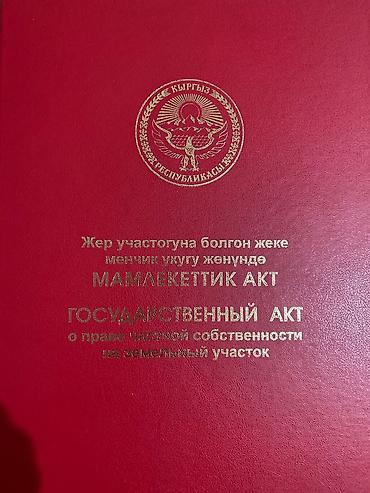 КЫРГЫЗ
РЕСПУБЛИКАСЫ
Жер участогуна болгон жеке
менчик укугу жөнүндө
МАМЛЕКЕТТИК АКТ
ГОСУДАРСТВЕННЫЙ АКТ
о праве частной собственности
на земельный участок